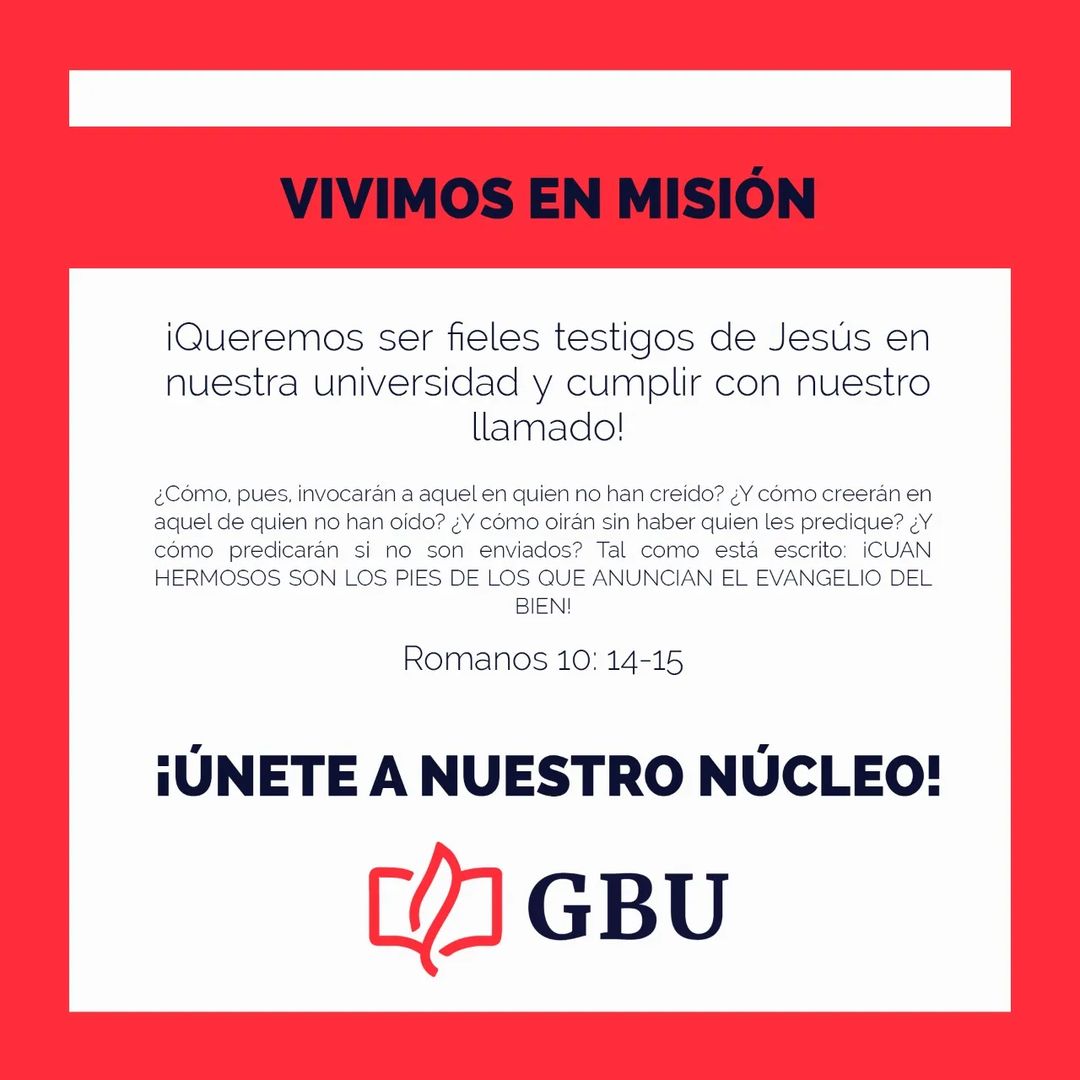 VIVIMOS EN MISIÓN
¡Queremos ser fieles testigos de Jesús en
nuestra universidad y cumplir con nuestro
llamado!
¿Cómo, pues, invocarán a aquel en quien no han creído? ¿Y cómo creerán en
aquel de quien no han oído? ¿Y cómo oirán sin haber quien les predique? ¿Y
cómo predicarán si no son enviados? Tal como está escrito: ¡CUAN
HERMOSOS SON LOS PIES DE LOS QUE ANUNCIAN EL EVANGELIO DEL
BIEN!
Romanos 10: 14-15
¡ÚNETE A NUESTRO NÚCLEO!
GBU